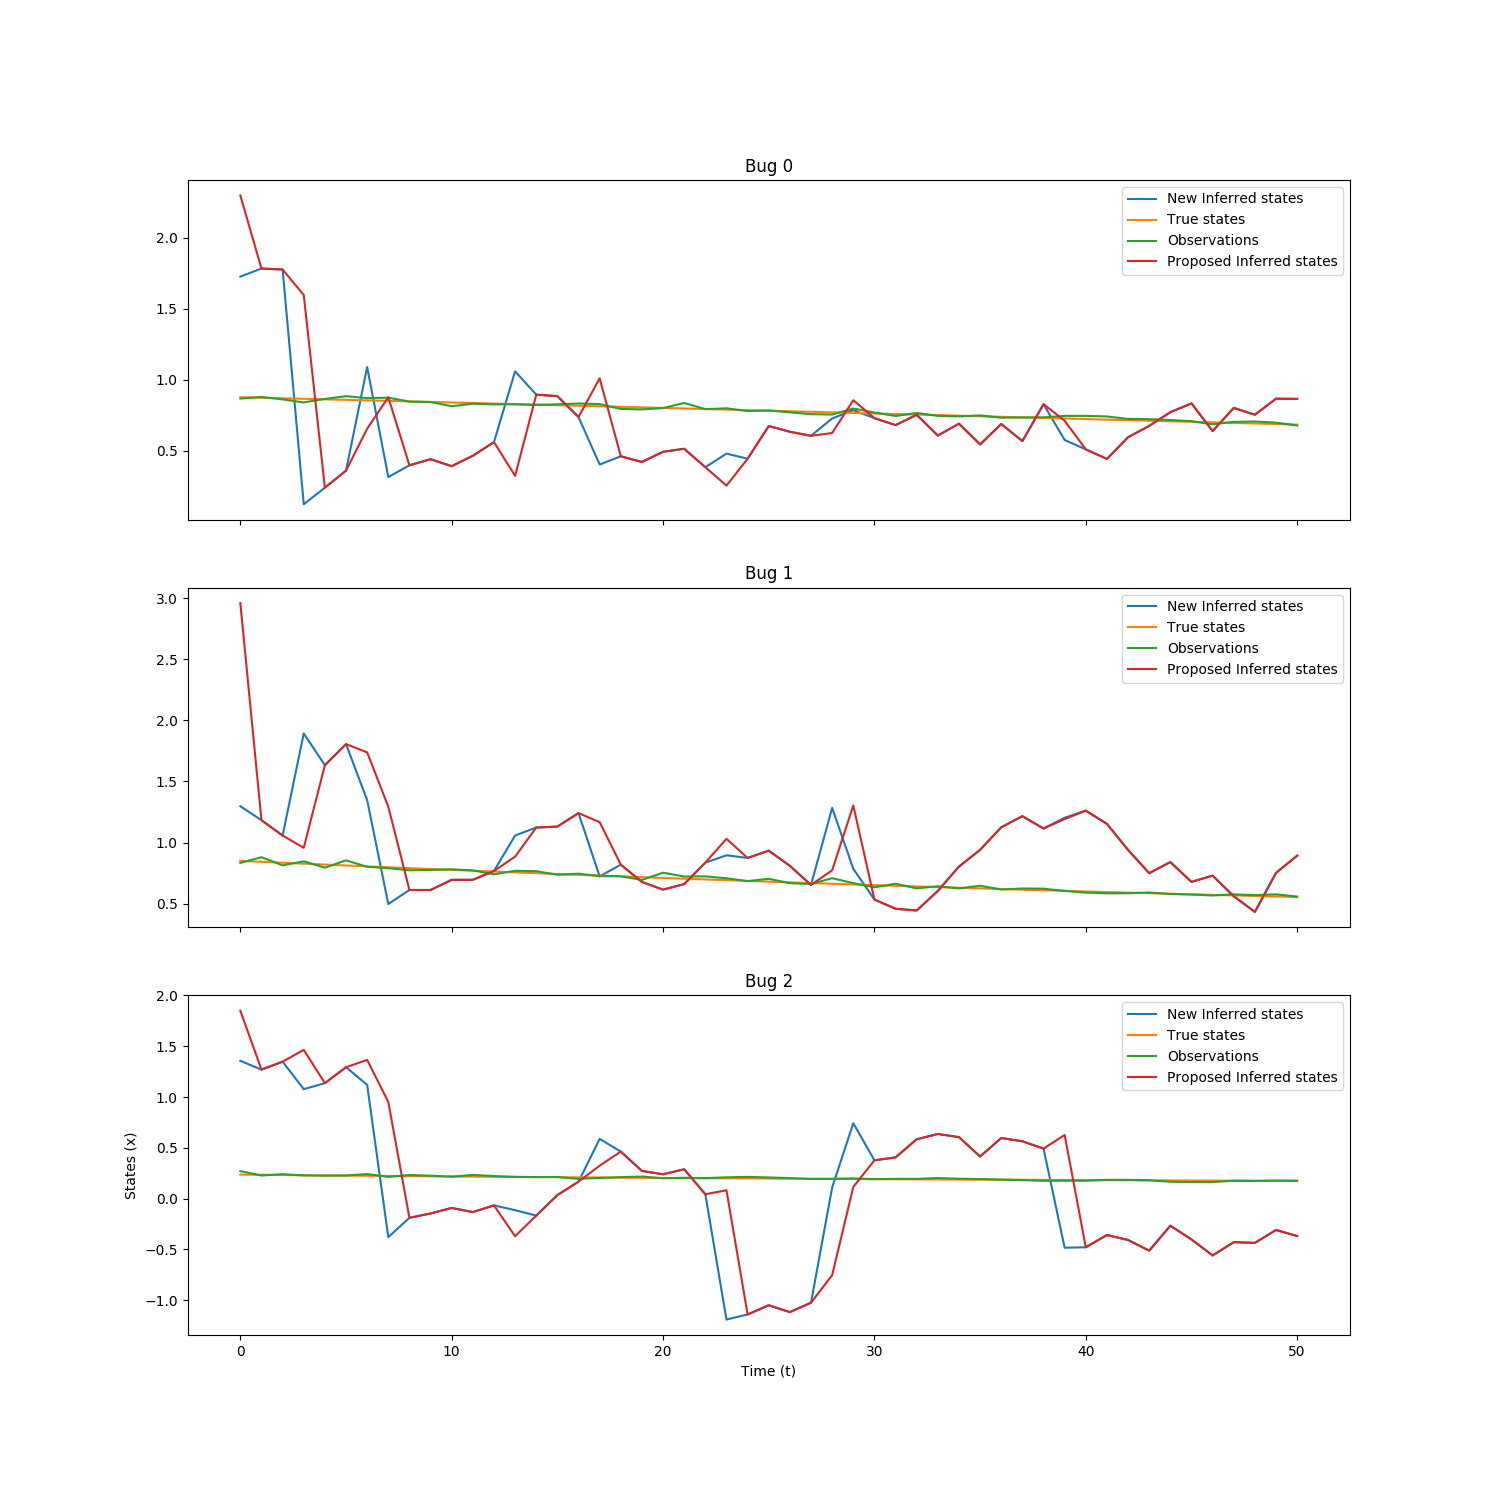 Bug 0
New Inferred states
True states
Observations
Proposed Inferred states
2.0
1.5
1.0
0.5
Bug 1
New Inferred states
True states
Observations
Proposed Inferred states
3.0
2.5
2.0
1.5
1.0
0.5
Bug 2
New Inferred states
True states
Observations
Proposed Inferred states
2.0
1.5
1.0
0.5
0.0
−0.5
−1.0
States (x)
0 10 20 30 40 50
Time (t)